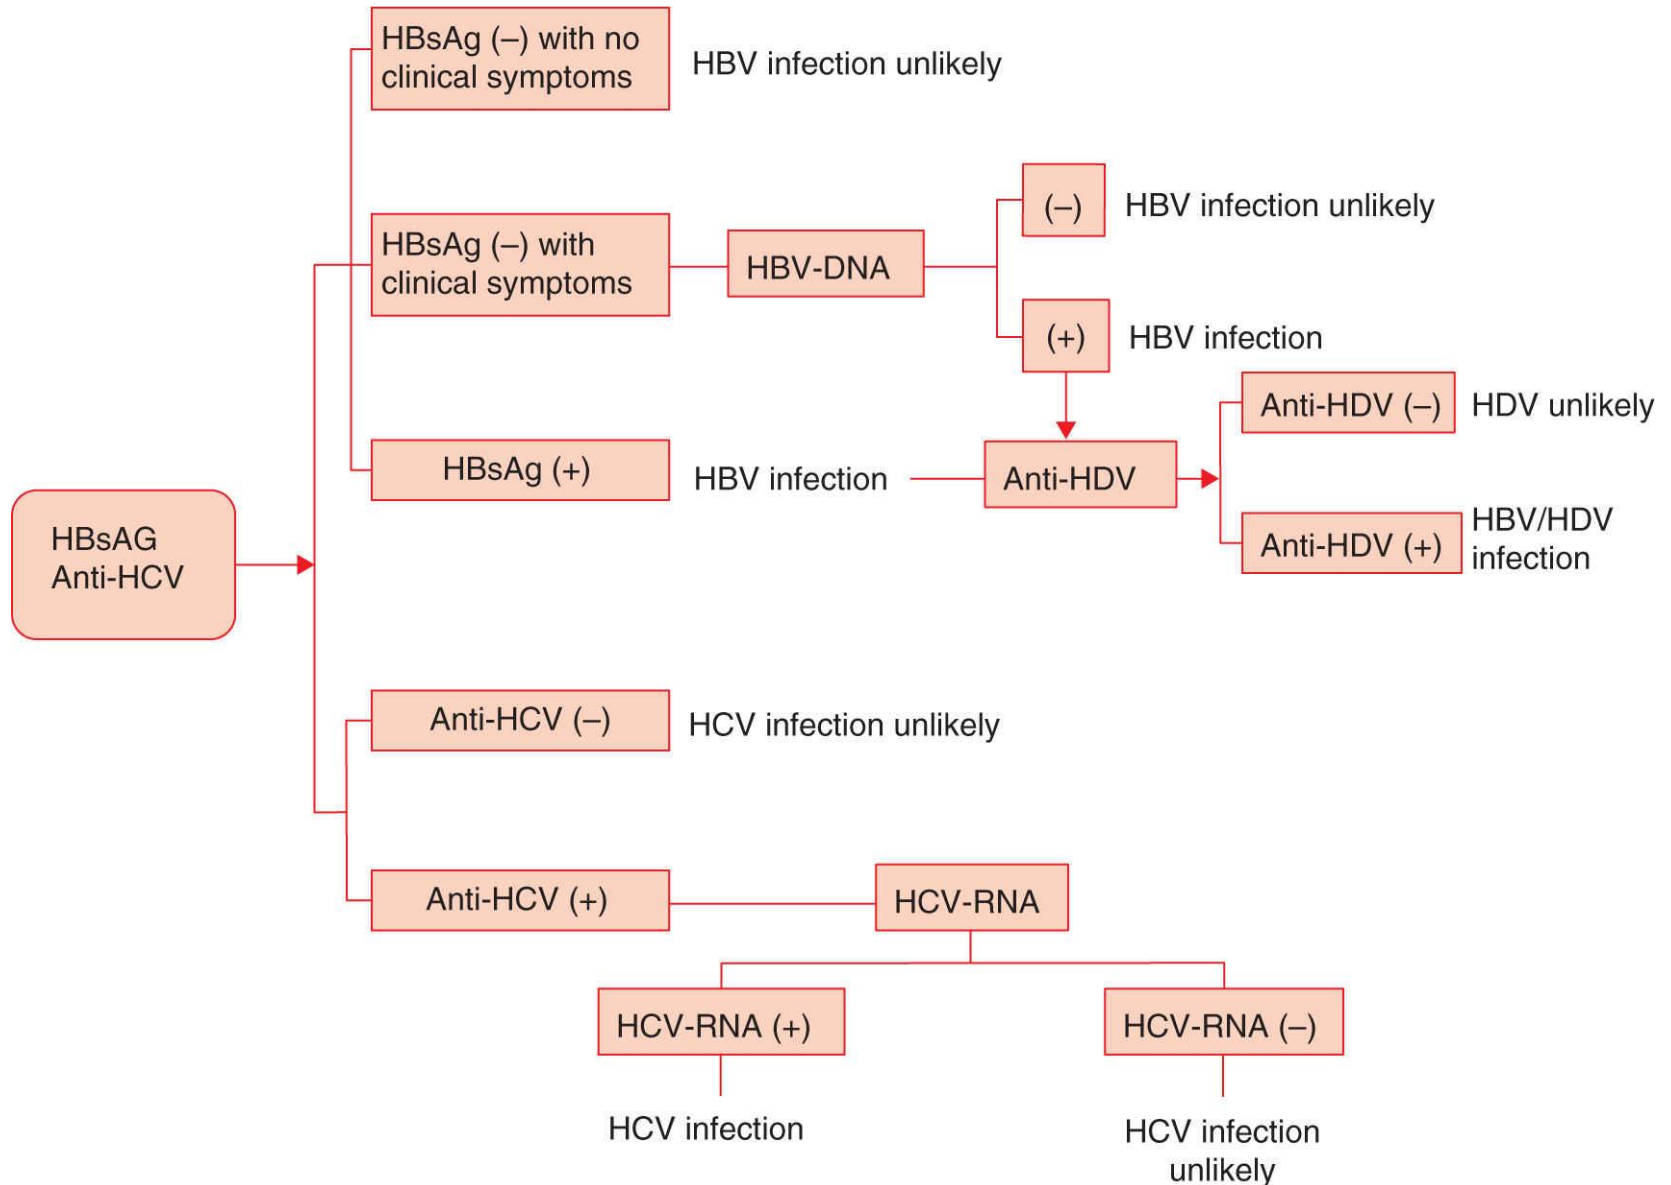 HBsAG
Anti-HCV
HBsAg (–) with no
clinical symptoms
HBV infection unlikely
HBsAg (–) with
clinical symptoms
HBV-DNA
(–)
HBV infection unlikely
(+)
HBV infection
HBsAg (+)
HBV infection
Anti-HDV
Anti-HDV (–)
HDV unlikely
Anti-HDV (+)
HBV/HDV
infection
Anti-HCV (–)
HCV infection unlikely
Anti-HCV (+)
HCV-RNA
HCV-RNA (+)
HCV infection
HCV-RNA (–)
HCV infection
unlikely